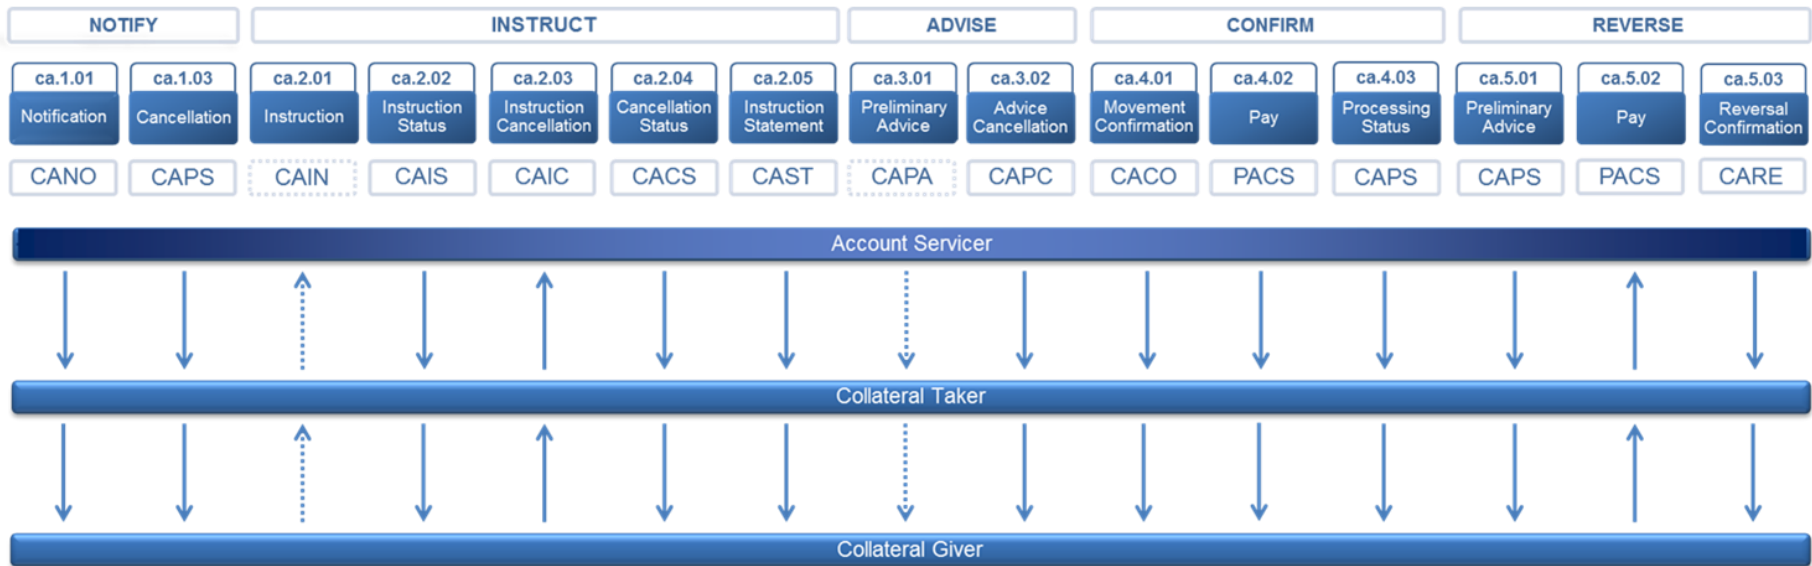 NOTIFY INSTRUCT ADVISE CONFIRM REVERSE
ca.1.01 ca.1.03 ca.2.01 ca.2.02 ca.2.03 ca.2.04 ca.2.05 ca.3.01 ca.3.02 ca.4.01 ca.4.02 ca.4.03 ca.5.01 ca.5.02 ca.5.03
Notification
Cancellation
Instruction
Instruction
Status
Instruction
Cancellation
Cancellation
Status
Instruction
Statement
Preliminary
Advice
Advice
Cancellation
Movement
Confirmation
Pay
Processing
Status
Preliminary
Advice
Pay
Reversal
Confirmation
CANO CAPS CAIN CAIS CAIC CACS CAST CAPA CAPC CACO PACS CAPS CAPS PACS CARE
Account Servicer
Collateral Taker
Collateral Giver